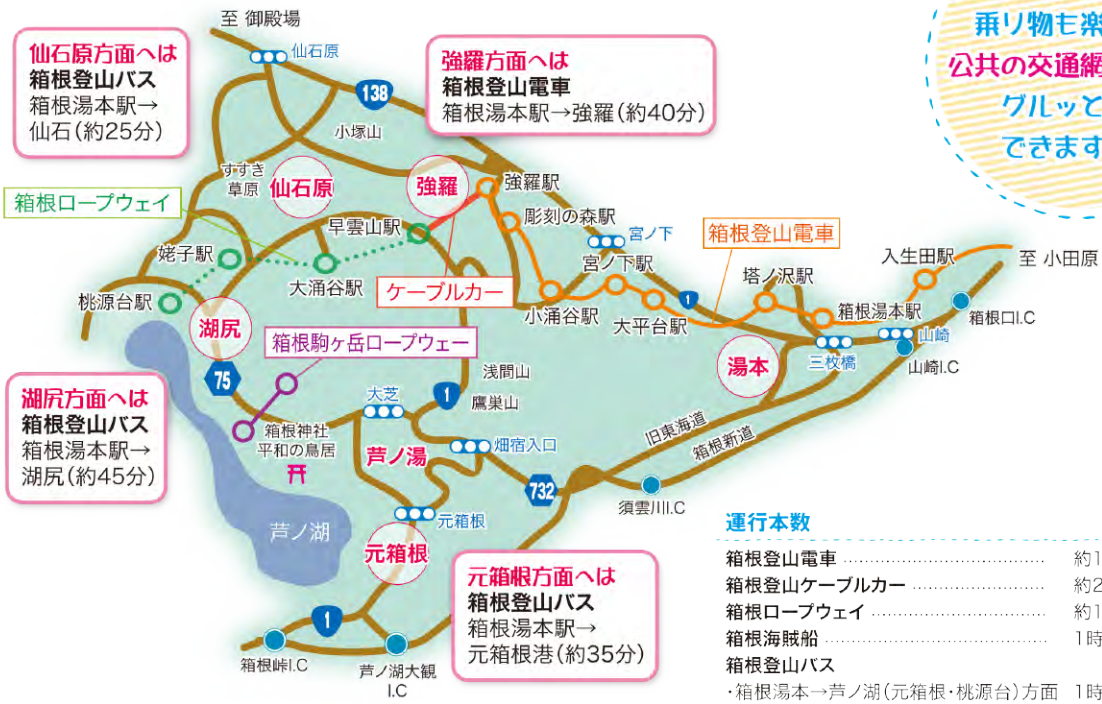 至 御殿場
仙石原
仙石原方面へは
箱根登山バス
箱根湯本駅→
仙石(約25分)
強羅方面へは
箱根登山電車
箱根湯本駅→強羅(約40分)
乗り物も楽
公共の交通網
グルッと
できます
138
小塚山
すすき
草原
仙石原
強羅
強羅駅
箱根ロープウェイ
早雲山駅
彫刻の森駅
宮ノ下
箱根登山電車
姥子駅
宮ノ下駅
塔ノ沢駅
入生田駅
至 小田原
大涌谷駅
ケーブルカー
桃源台駅
小涌谷駅
大平台駅
1
箱根湯本駅
箱根口I.C
湖尻
箱根駒ヶ岳ロープウェー
山崎
三枚橋
山崎I.C
湯本
75
浅間山
1
大芝
鷹巣山
湖尻方面へは
箱根登山バス
箱根湯本駅→
湖尻(約45分)
箱根神社
平和の鳥居
芦ノ湯
畑宿入口
旧東海道
箱根新道
732
須雲川I.C
芦ノ湖
元箱根
元箱根
元箱根方面へは
箱根登山バス
箱根湯本駅→
元箱根港(約35分)
1
箱根峠I.C
芦ノ湖大観
I.C
運行本数
箱根登山電車 約1
箱根登山ケーブルカー 約2
箱根ロープウェイ 約1
箱根海賊船 1時
箱根登山バス
・箱根湯本→芦ノ湖(元箱根・桃源台)方面 1時